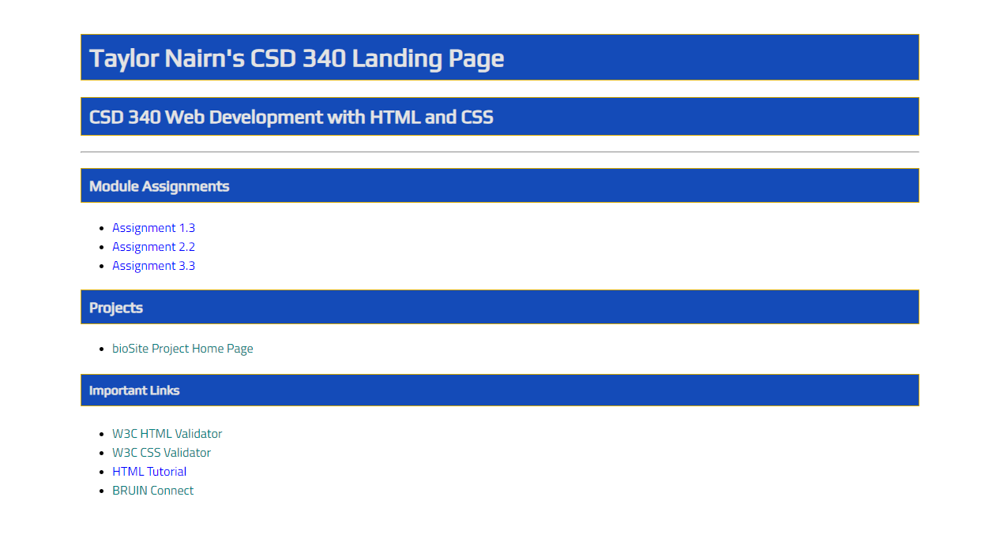 Taylor Nairn's CSD 340 Landing Page
CSD 340 Web Development with HTML and CSS
Module Assignments
Assignment 1.3
Assignment 2.2
Assignment 3.3
Projects
bioSite Project Home Page
Important Links
W3C HTML Validator
W3C CSS Validator
HTML Tutorial
BRUIN Connect